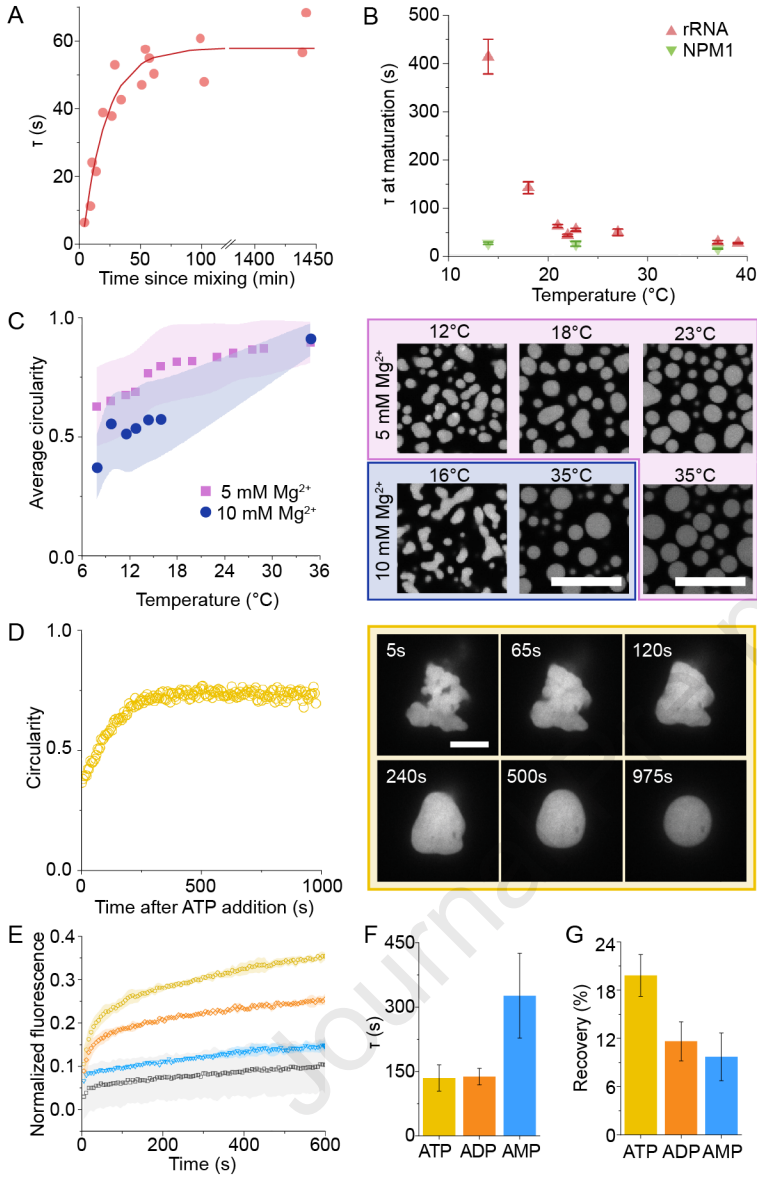 A
60
40
20
0
τ (s)
0
50
100
1400
1450
Time since mixing (min)
B
500
400
300
200
100
0
τ at maturation (s)
10
20
30
40
Temperature (°C)
rRNA
NPM1
C
1.0
0.5
0.0
Average circularity
6
12
18
24
30
36
Temperature (°C)
5 mM Mg²⁺
10 mM Mg²⁺
12°C
18°C
23°C
5 mM Mg²⁺
16°C
35°C
35°C
10 mM Mg²⁺
D
1.0
0.5
0.0
Circularity
0
500
1000
Time after ATP addition (s)
5s
65s
120s
240s
500s
975s
E
0.4
0.3
0.2
0.1
0.0
Normalized fluorescence
0
200
400
600
Time (s)
F
450
300
150
0
τ (s)
ATP ADP AMP
G
24
18
12
6
0
Recovery (%)
ATP ADP AMP
Journal